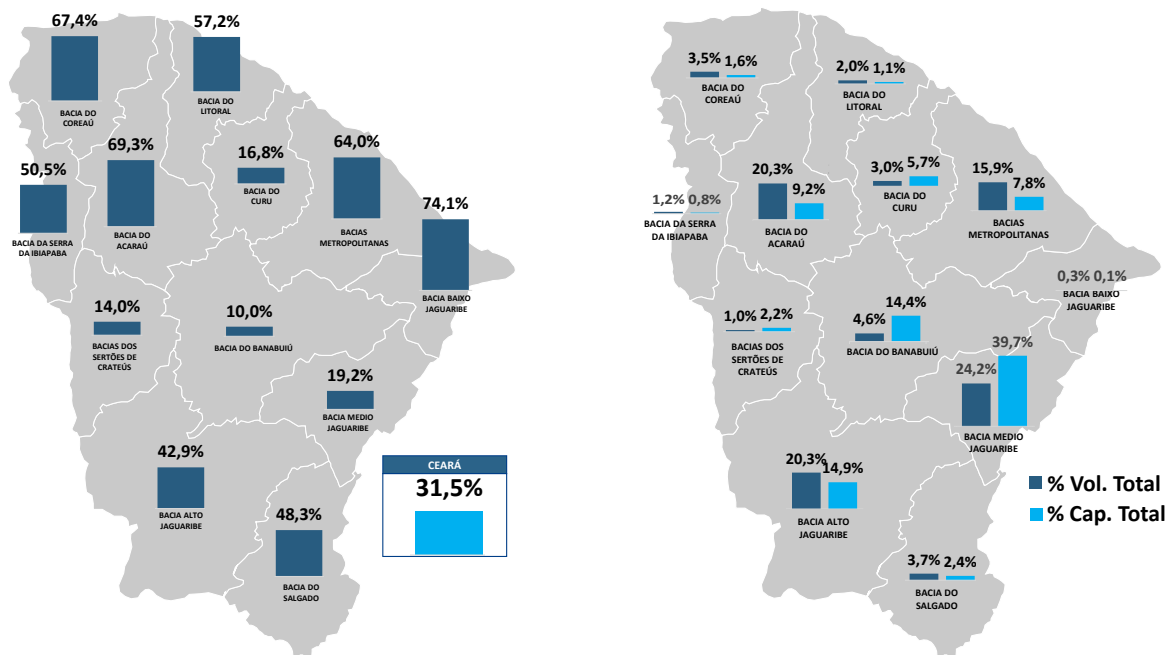 67,4%
BACIA DO
COREAÚ
57,2%
BACIA DO
LITORAL
50,5%
BACIA DA SERRA
DA IBIAPABA
69,3%
BACIA DO
ACARAÚ
16,8%
BACIA DO
CURU
64,0%
BACIAS
METROPOLITANAS
74,1%
BACIA BAIXO
JAGUARIBE
14,0%
BACIAS DOS
SERTÕES DE
CRATEÚS
10,0%
BACIA DO BANABUIÚ
19,2%
BACIA MEDIO
JAGUARIBE
42,9%
BACIA ALTO
JAGUARIBE
48,3%
BACIA DO
SALGADO
CEARÁ
31,5%
3,5% 1,6%
BACIA DO
COREAÚ
2,0% 1,1%
BACIA DO
LITORAL
1,2% 0,8%
BACIA DA SERRA
DA IBIAPABA
20,3%
9,2%
BACIA DO
ACARAÚ
3,0% 5,7%
BACIA DO
CURU
15,9%
7,8%
BACIAS
METROPOLITANAS
0,3% 0,1%
BACIA BAIXO
JAGUARIBE
1,0% 2,2%
BACIAS DOS
SERTÕES DE
CRATEÚS
14,4%
4,6%
BACIA DO BANABUIÚ
39,7%
24,2%
BACIA MEDIO
JAGUARIBE
20,3%
14,9%
BACIA ALTO
JAGUARIBE
3,7% 2,4%
BACIA DO
SALGADO
% Vol. Total
% Cap. Total